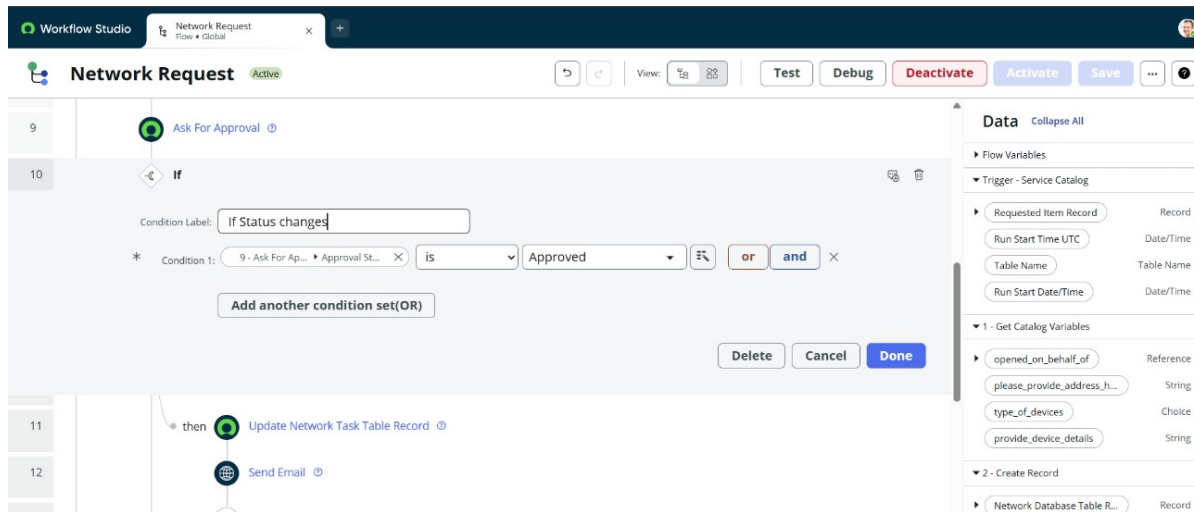 Workflow Studio
Network Request
Flow • Global
Network Request Active
View:
Test
Debug
Deactivate
Activate
Save
9
Ask For Approval
10
If
Condition Label: If Status changes
* Condition 1: 9 - Ask For Ap... ▸ Approval St... is Approved or and
Add another condition set(OR)
Delete
Cancel
Done
11
then Update Network Task Table Record
12
Send Email
Data Collapse All
Flow Variables
Trigger - Service Catalog
Requested Item Record Record
Run Start Time UTC Date/Time
Table Name Table Name
Run Start Date/Time Date/Time
1 - Get Catalog Variables
opened_on_behalf_of Reference
please_provide_address_h... String
type_of_devices Choice
provide_device_details String
2 - Create Record
Network Database Table R... Record